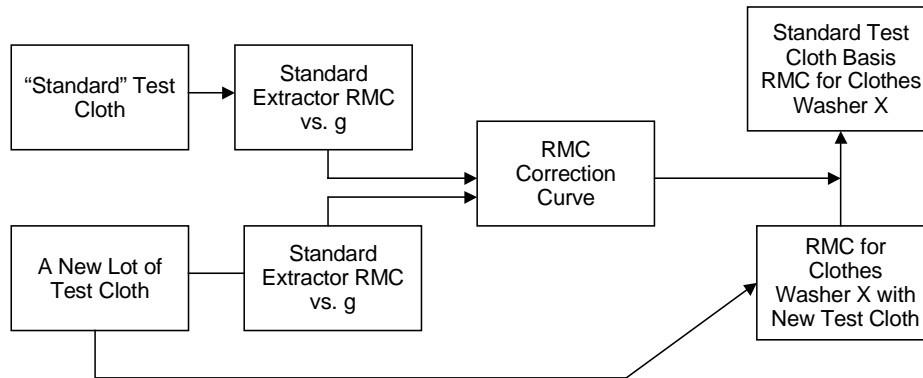 “Standard” Test
Cloth
Standard
Extractor RMC
vs. g
Standard Test
Cloth Basis
RMC for Clothes
Washer X
RMC
Correction
Curve
A New Lot of
Test Cloth
Standard
Extractor RMC
vs. g
RMC for
Clothes
Washer X with
New Test Cloth